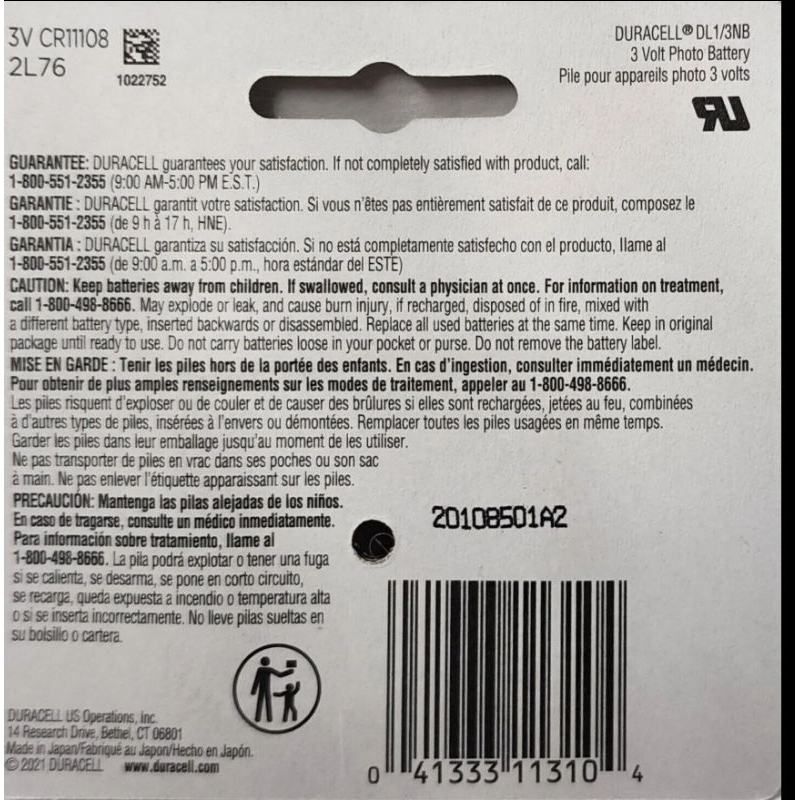 3V CR11108
2L76
1022752
DURACELL® DL1/3NB
3 Volt Photo Battery
Pile pour appareils photo 3 volts
GUARANTEE: DURACELL guarantees your satisfaction. If not completely satisfied with product, call:
1-800-551-2355 (9:00 AM-5:00 PM E.S.T.)
GARANTIE : DURACELL garantit votre satisfaction. Si vous n'êtes pas entièrement satisfait de ce produit, composez le
1-800-551-2355 (de 9 h à 17 h, HNE).
GARANTIA : DURACELL garantiza su satisfacción. Si no está completamente satisfecho con el producto, llame al
1-800-551-2355 (de 9:00 a.m. a 5:00 p.m., hora estándar del ESTE)
CAUTION: Keep batteries away from children. If swallowed, consult a physician at once. For information on treatment,
call 1-800-498-8666. May explode or leak, and cause burn injury, if recharged, disposed of in fire, mixed with
a different battery type, inserted backwards or disassembled. Replace all used batteries at the same time. Keep in original
package until ready to use. Do not carry batteries loose in your pocket or purse. Do not remove the battery label.
MISE EN GARDE : Tenir les piles hors de la portée des enfants. En cas d'ingestion, consulter immédiatement un médecin.
Pour obtenir de plus amples renseignements sur les modes de traitement, appeler au 1-800-498-8666.
Les piles risquent d'exploser ou de couler et de causer des brûlures si elles sont rechargées, jetées au feu, combinées
à d'autres types de piles, insérées à l'envers ou démontées. Remplacer toutes les piles usagées en même temps.
Garder les piles dans leur emballage jusqu'au moment de les utiliser.
Ne pas transporter de piles en vrac dans ses poches ou son sac
à main. Ne pas enlever l'étiquette apparaissant sur les piles.
PRECAUCIÓN: Mantenga las pilas alejadas de los niños.
En caso de tragarse, consulte un médico inmediatamente.
Para información sobre tratamiento, llame al
1-800-498-8666. La pila podrá explotar o tener una fuga
si se calienta, se desarma, se pone en corto circuito,
se recarga, queda expuesta a incendio o temperatura alta
o si se inserta incorrectamente. No lleve pilas sueltas en
su bolsillo o cartera.
20108501A2
DURACELL US Operations, Inc.
14 Research Drive, Bethel, CT 06801
Made in Japan/Fabriqué au Japon/Hecho en Japón.
© 2021 DURACELL www.duracell.com
0 41333 11310 4